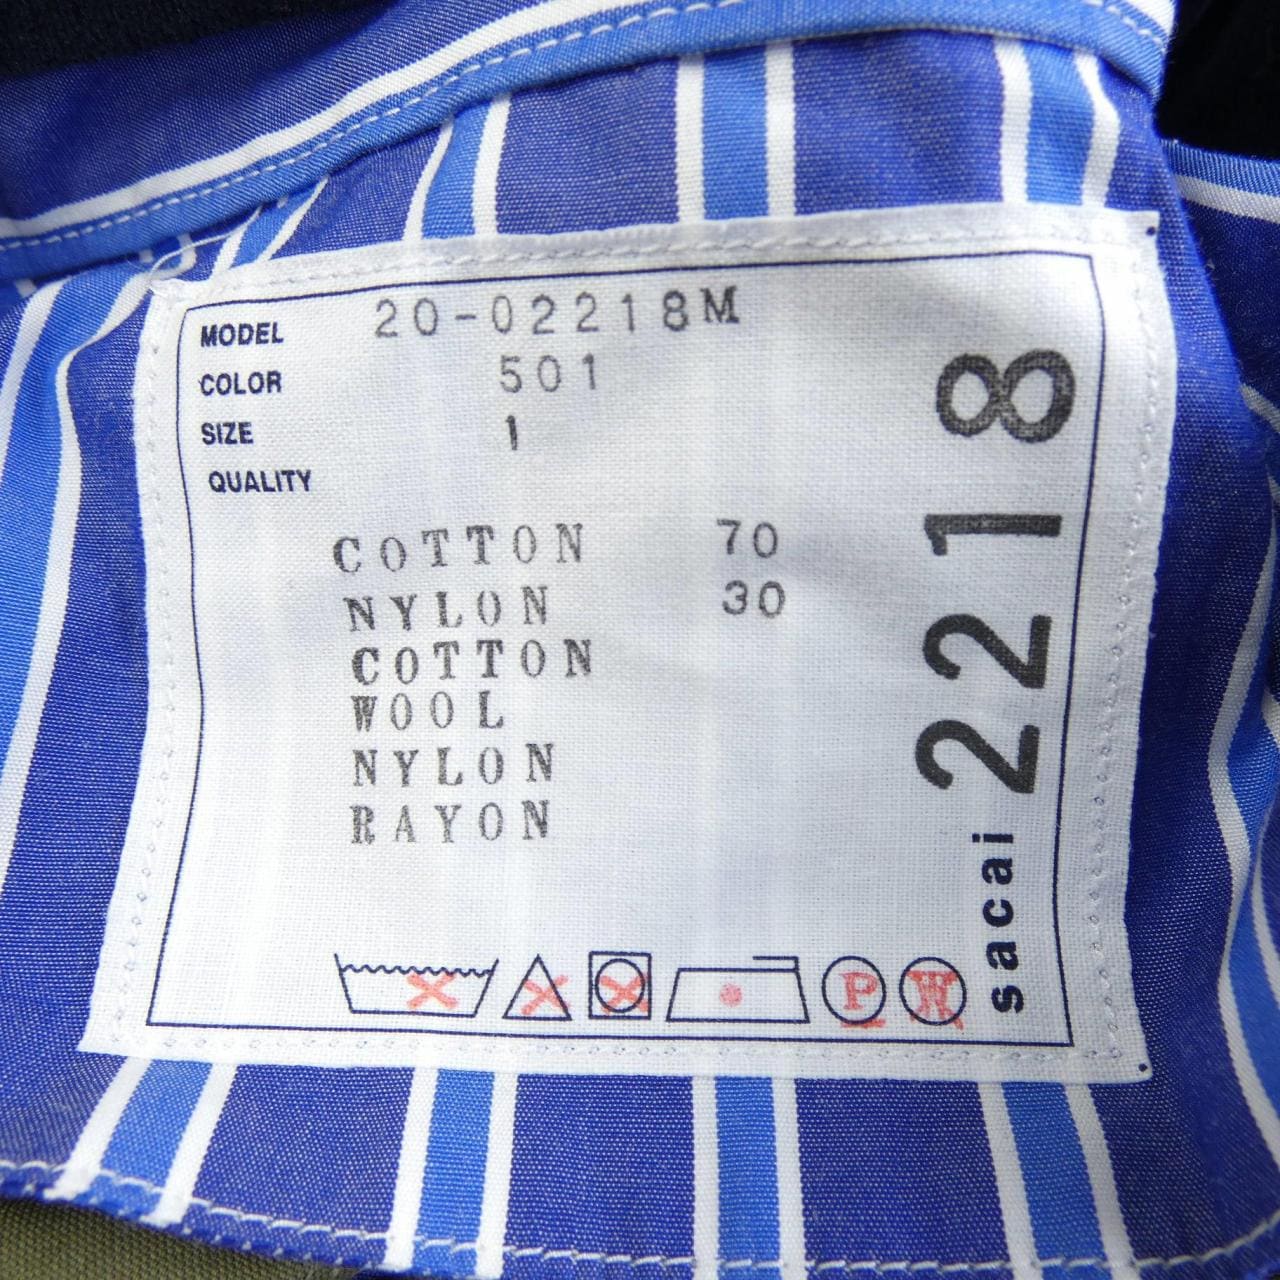 MODEL 20-02218M
COLOR 501
SIZE 1
QUALITY
COTTON 70
NYLON 30
COTTON
WOOL
NYLON
RAYON
P W
sacai 2218